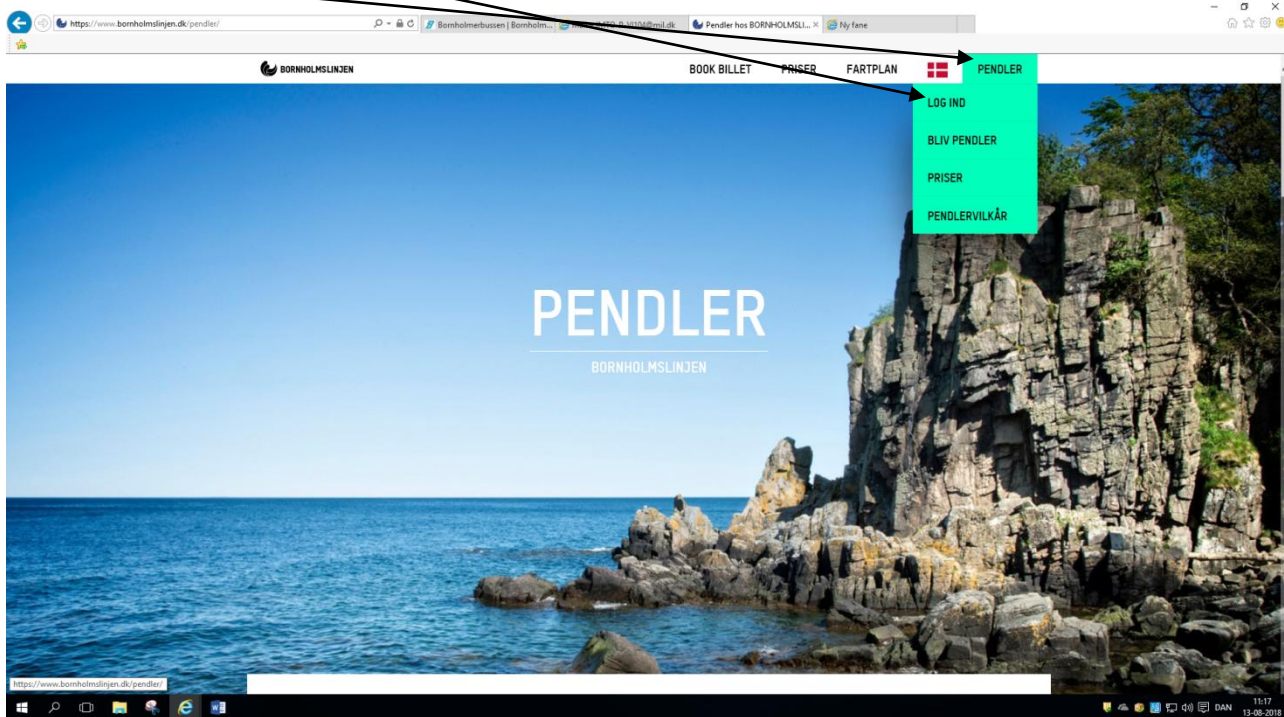 https://www.bornholmslinjen.dk/pendler/
Bornholmerbussen | Bornholm...
Pendler hos BORNHOLMSLI...
Ny fane
BORNHOLMSLINJEN
BOOK BILLET
PRISER
FARTPLAN
PENDLER
LOG IND
BLIV PENDLER
PRISER
PENDLERVILKÅR
PENDLER
BORNHOLMSLINJEN
https://www.bornholmslinjen.dk/pendler/
DAN
11:17
13-08-2018